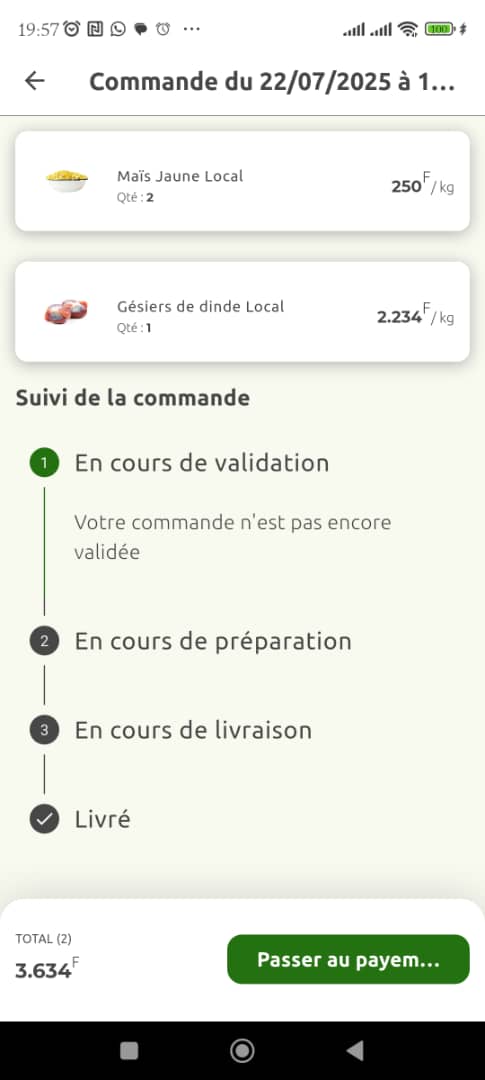 19:57
100
Commande du 22/07/2025 à 1...
Maïs Jaune Local
Qté : 2
250F/ kg
Gésiers de dinde Local
Qté : 1
2.234F/ kg
Suivi de la commande
1 En cours de validation
Votre commande n'est pas encore
validée
2 En cours de préparation
3 En cours de livraison
Livré
TOTAL (2)
3.634F
Passer au payem...